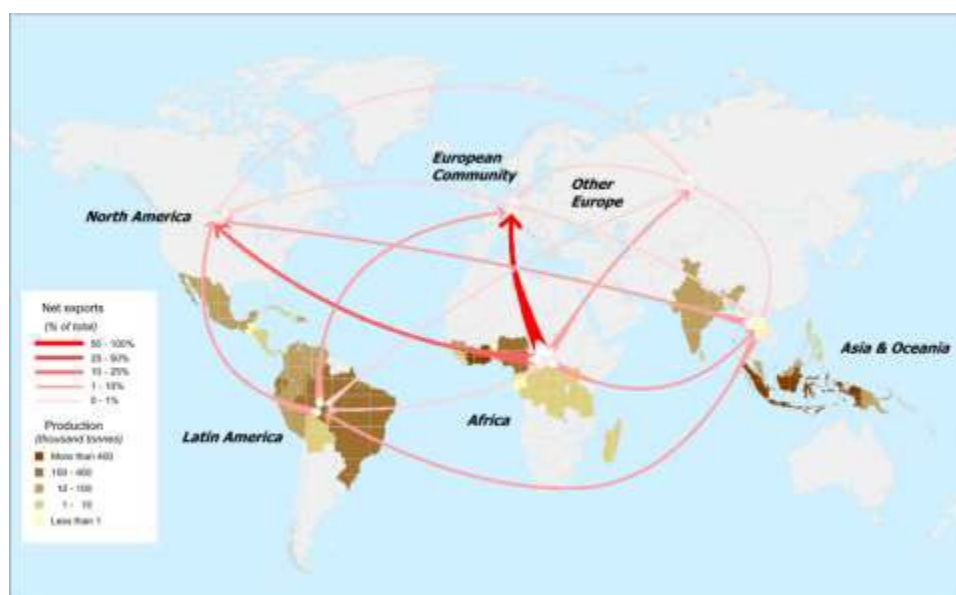 European
Community
Other
Europe
North America
Net exports
(% of total)
50 - 100%
25 - 50%
10 - 25%
1 - 10%
0 - 1%
Asia & Oceania
Africa
Latin America
Production
(thousand tonnes)
More than 400
100 - 400
10 - 100
1 - 10
Less than 1